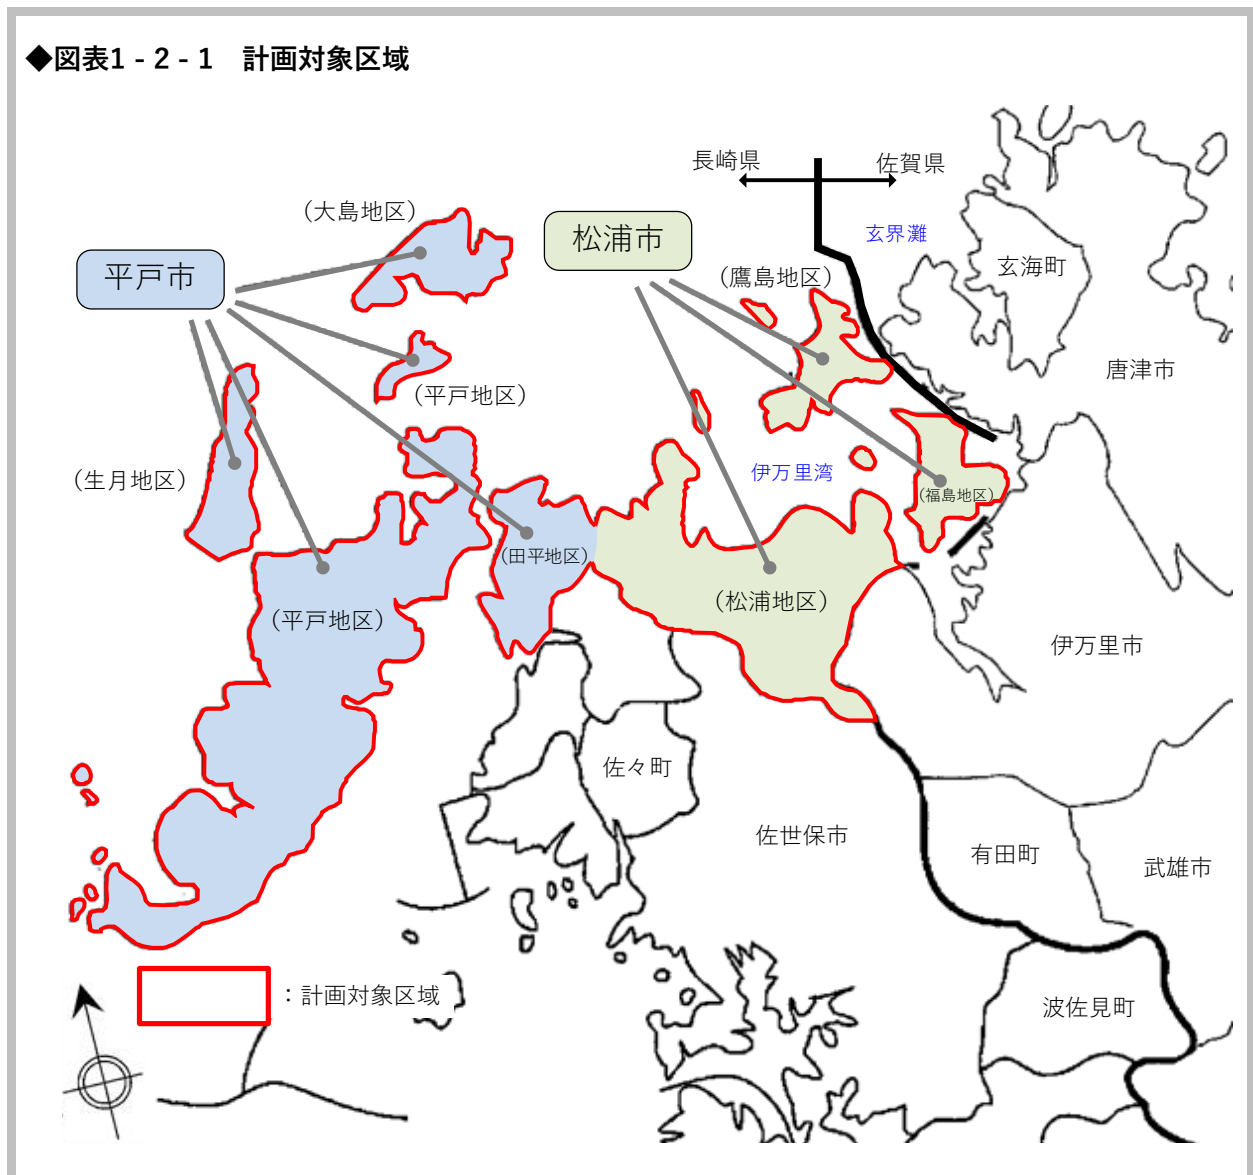 ◆図表1 - 2 - 1　計画対象区域
長崎県
佐賀県
（大島地区）
松浦市
玄界灘
平戸市
（鷹島地区）
玄海町
唐津市
（平戸地区）
（生月地区）
伊万里湾
（福島地区）
（田平地区）
（松浦地区）
（平戸地区）
伊万里市
佐々町
佐世保市
有田町
武雄市
：計画対象区域
波佐見町